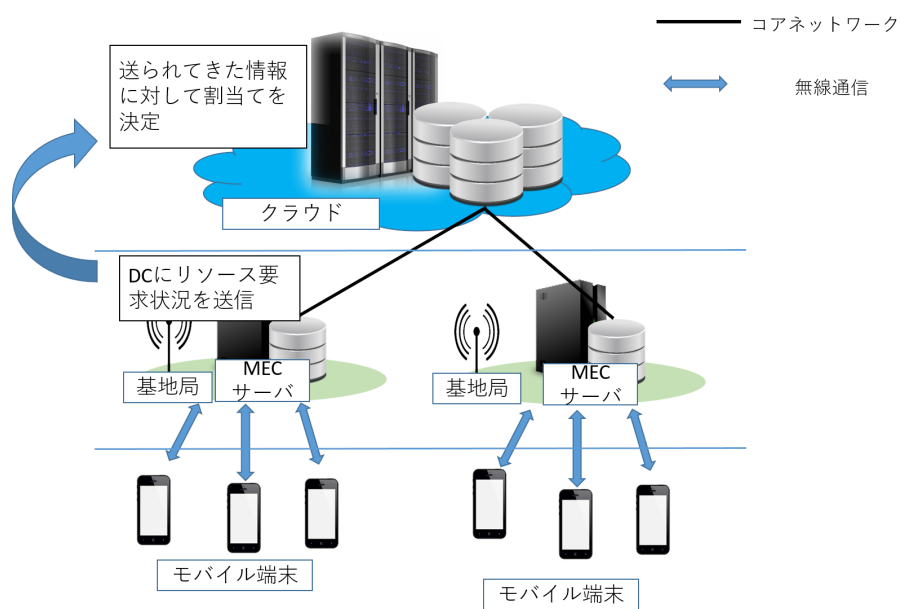 コアネットワーク
無線通信
送られてきた情報
に対して割当てを
決定
クラウド
DCにリソース要
求状況を送信
基地局
MEC
サーバ
基地局
MEC
サーバ
モバイル端末
モバイル端末